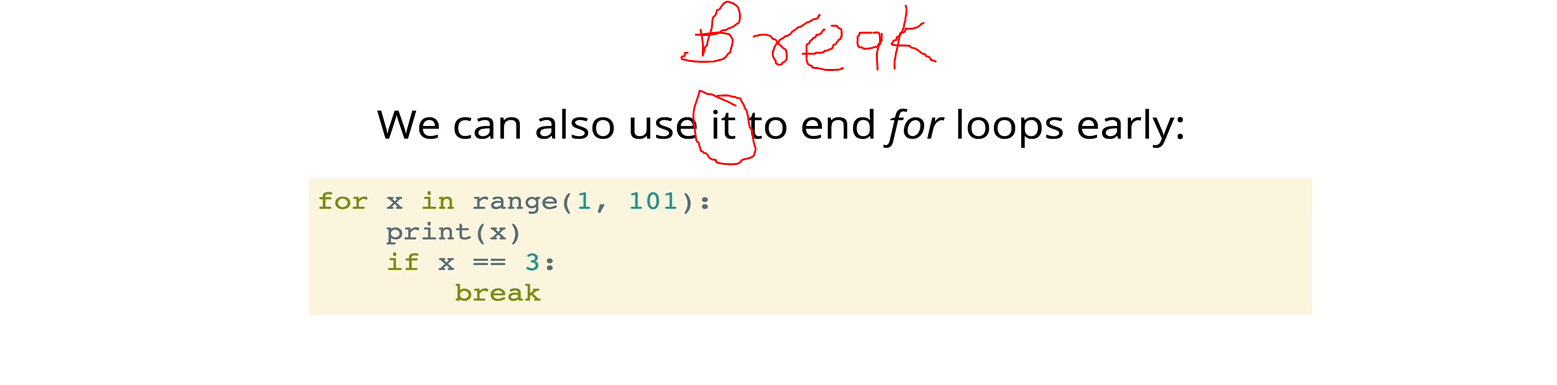 Break
We can also use it to end for loops early:
for x in range(1, 101):
    print(x)
    if x == 3:
        break